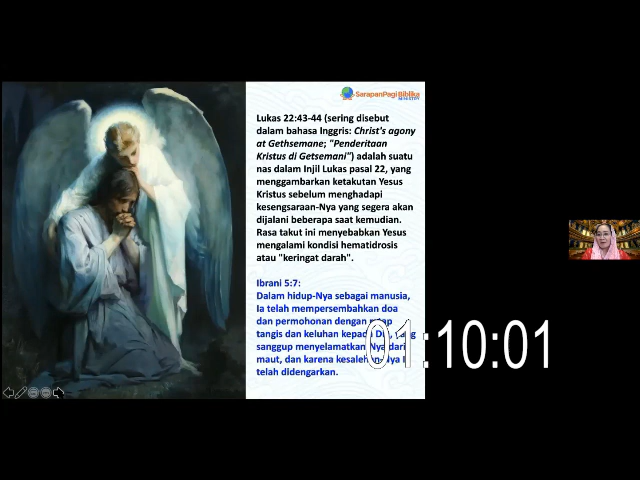 SarapanPagi Biblika
MINISTRY
Lukas 22:43-44 (sering disebut
dalam bahasa Inggris: Christ's agony
at Gethsemane; "Penderitaan
Kristus di Getsemani") adalah suatu
nas dalam Injil Lukas pasal 22, yang
menggambarkan ketakutan Yesus
Kristus sebelum menghadapi
kesengsaraan-Nya yang segera akan
dijalani beberapa saat kemudian.
Rasa takut ini menyebabkan Yesus
mengalami kondisi hematidrosis
atau "keringat darah".
Ibrani 5:7:
Dalam hidup-Nya sebagai manusia,
Ia telah mempersembahkan doa
dan permohonan dengan
tangis dan keluhan kepada
sanggup menyelamatkan-Nya dari
maut, dan karena kesalehan-Nya
telah didengarkan.
01:10:01